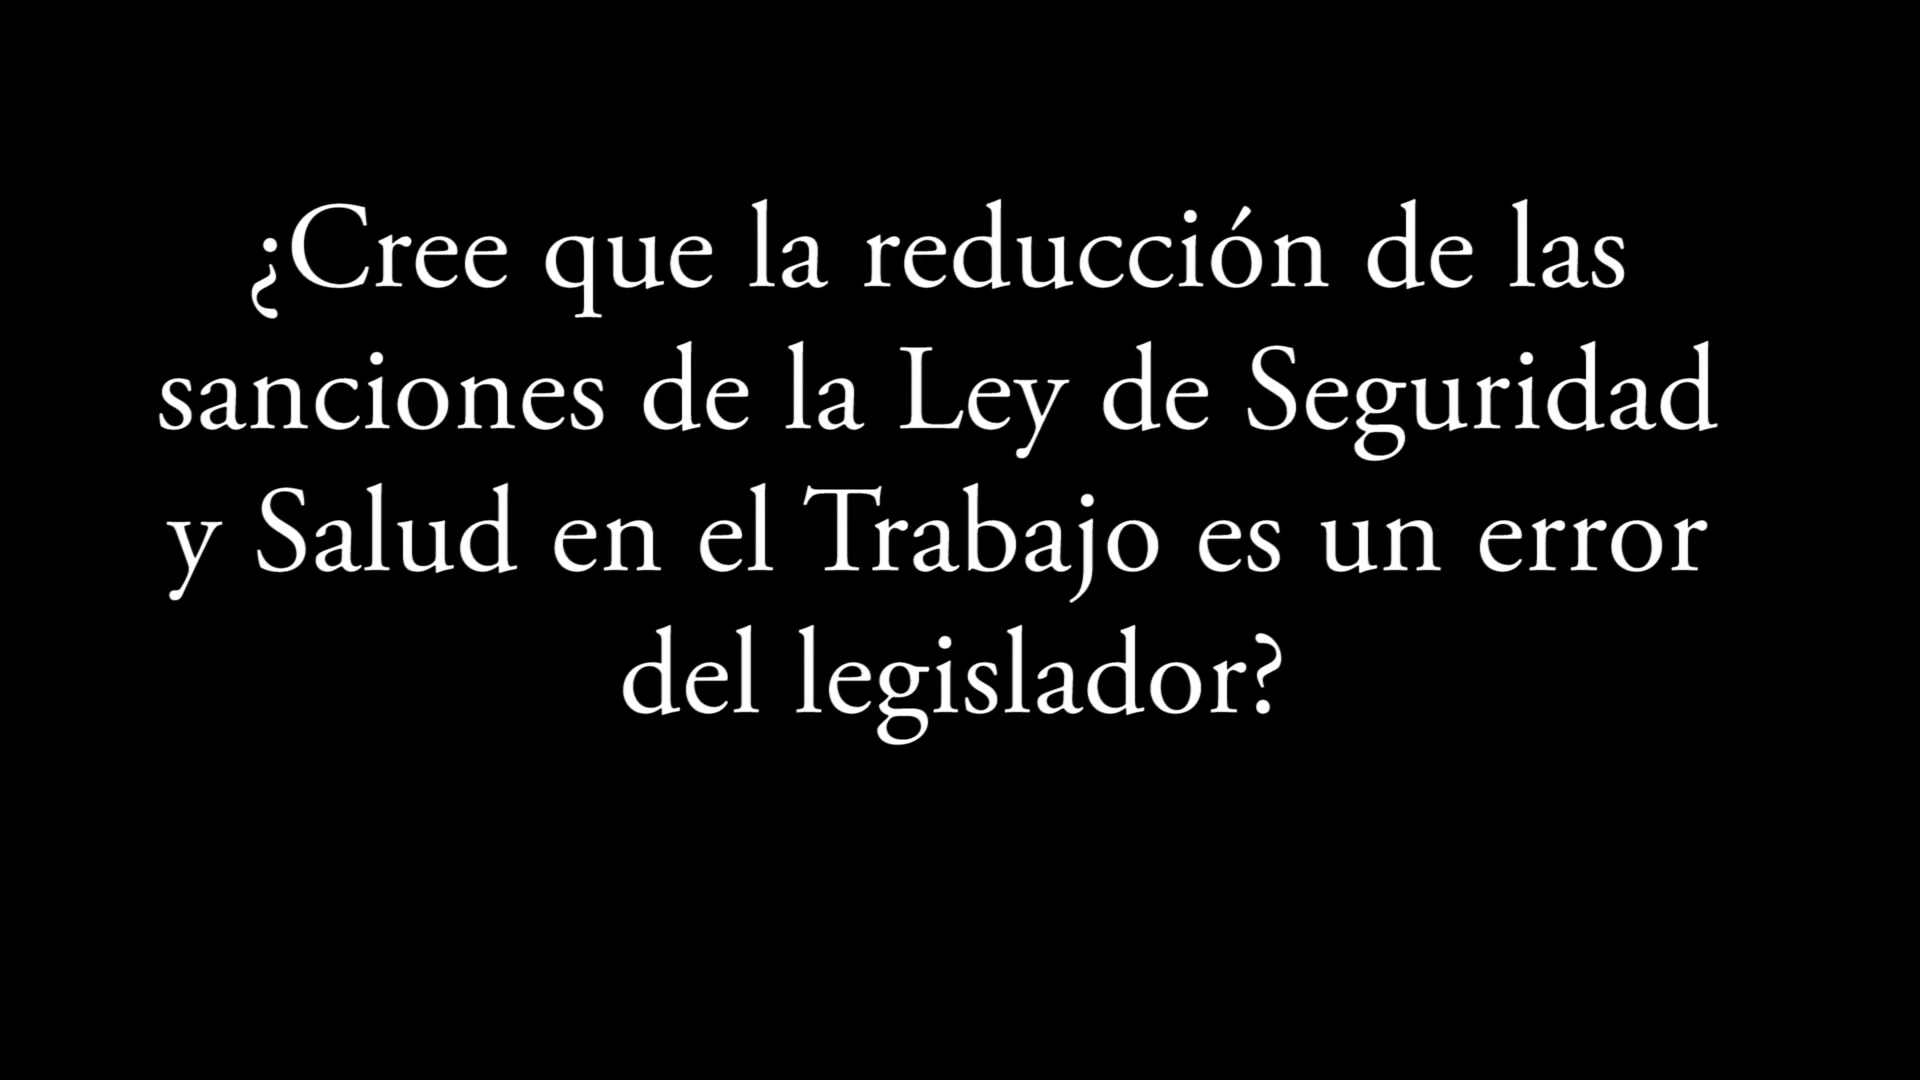 ¿Cree que la reducción de las
sanciones de la Ley de Seguridad
y Salud en el Trabajo es un error
del legislador?